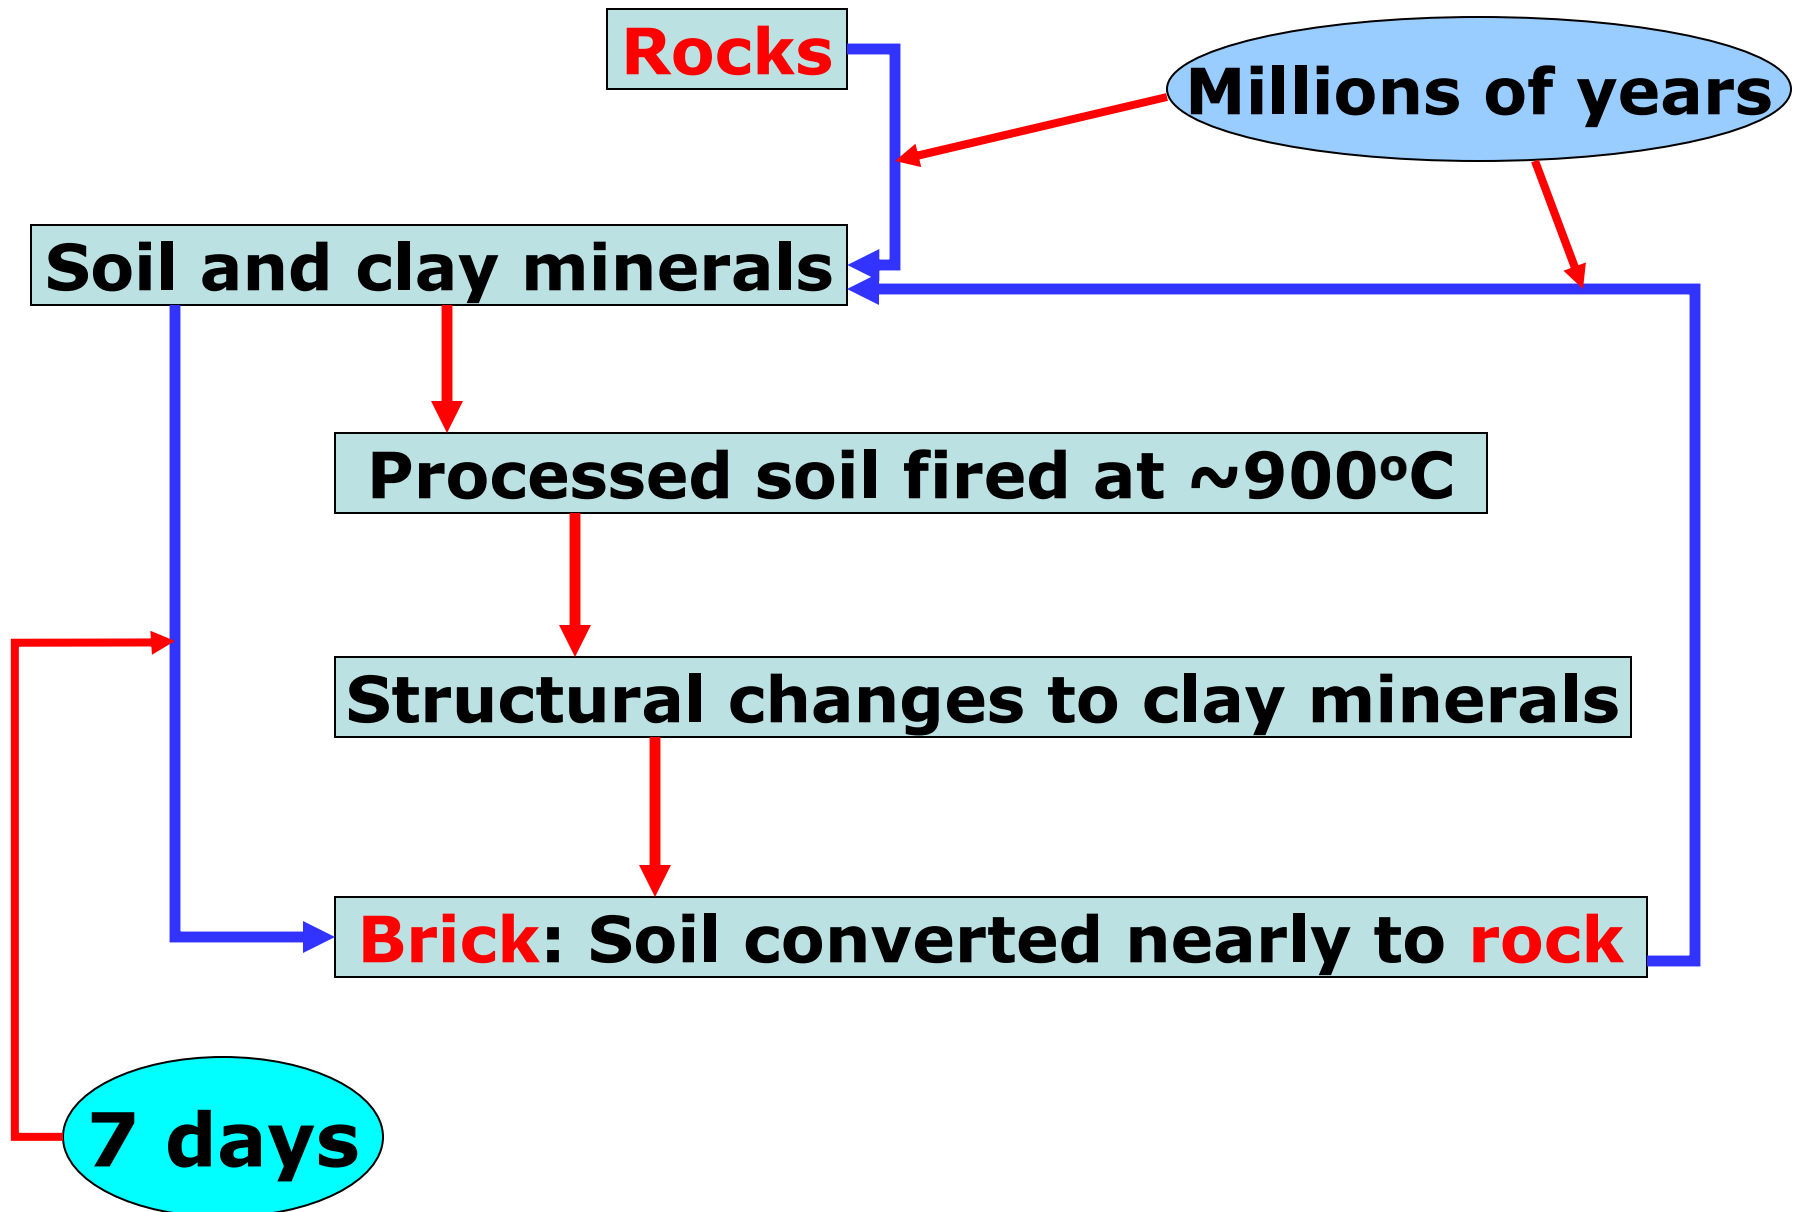 Rocks
Millions of years
Soil and clay minerals
Processed soil fired at ~900ºC
Structural changes to clay minerals
Brick: Soil converted nearly to rock
7 days